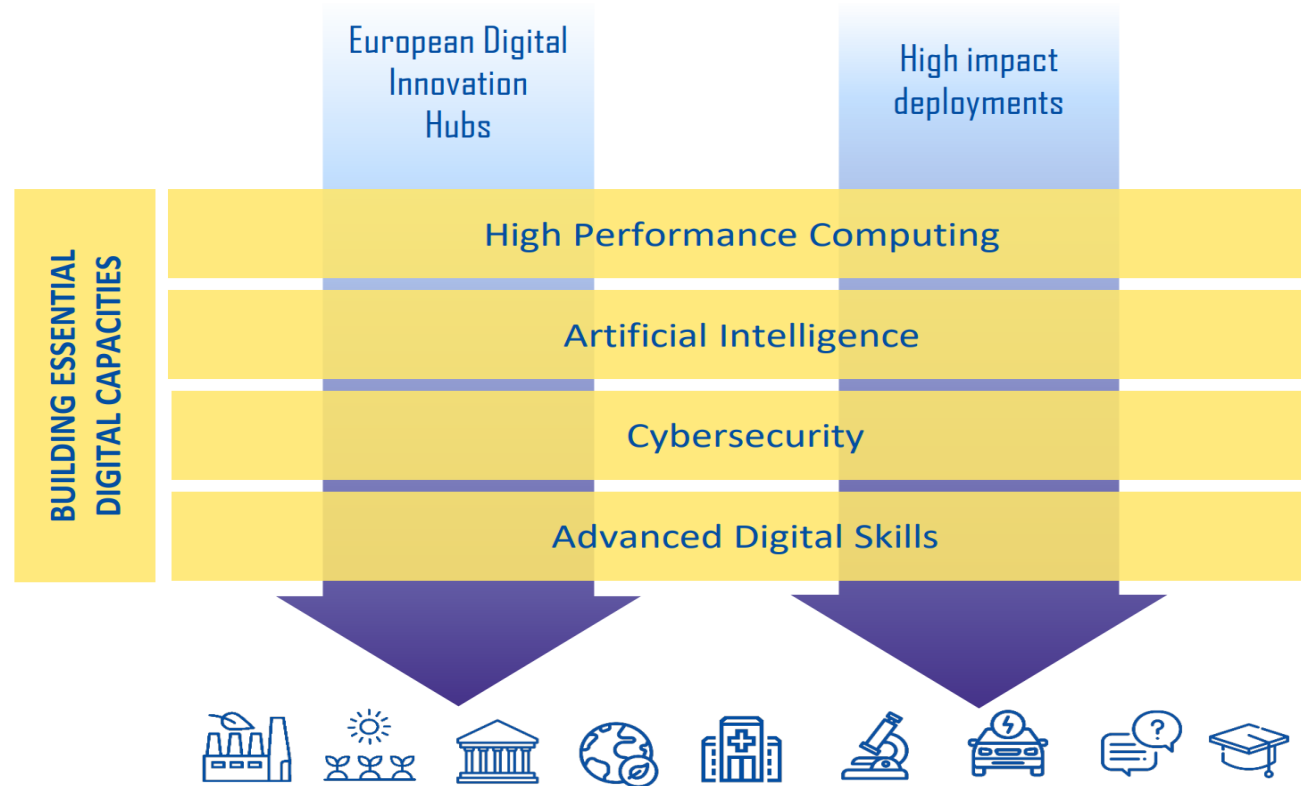 European Digital
Innovation
Hubs
High impact
deployments
BUILDING ESSENTIAL
DIGITAL CAPACITIES
High Performance Computing
Artificial Intelligence
Cybersecurity
Advanced Digital Skills
?